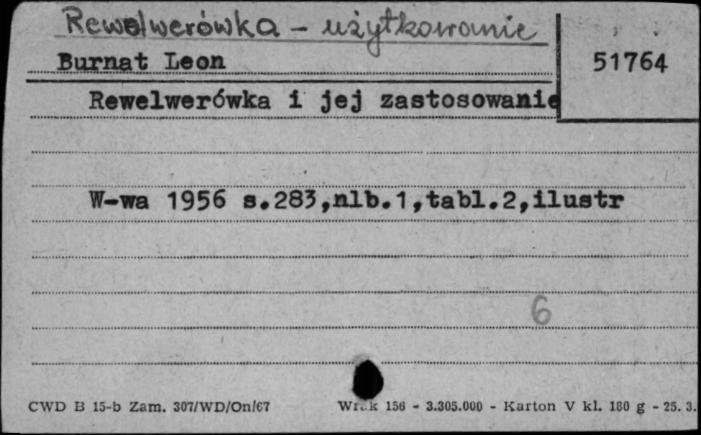 Rewelwerówka - użytkowanie
Burnat Leon
51764
Rewelwerówka i jej zastosowanie
W-wa 1956 s.283,nlb.1,tabl.2,ilustr
6
CWD B 15-b Zam. 307/WD/On/67 156 - 3.305.000 - Karton V kl. 180 g - 25. 3.